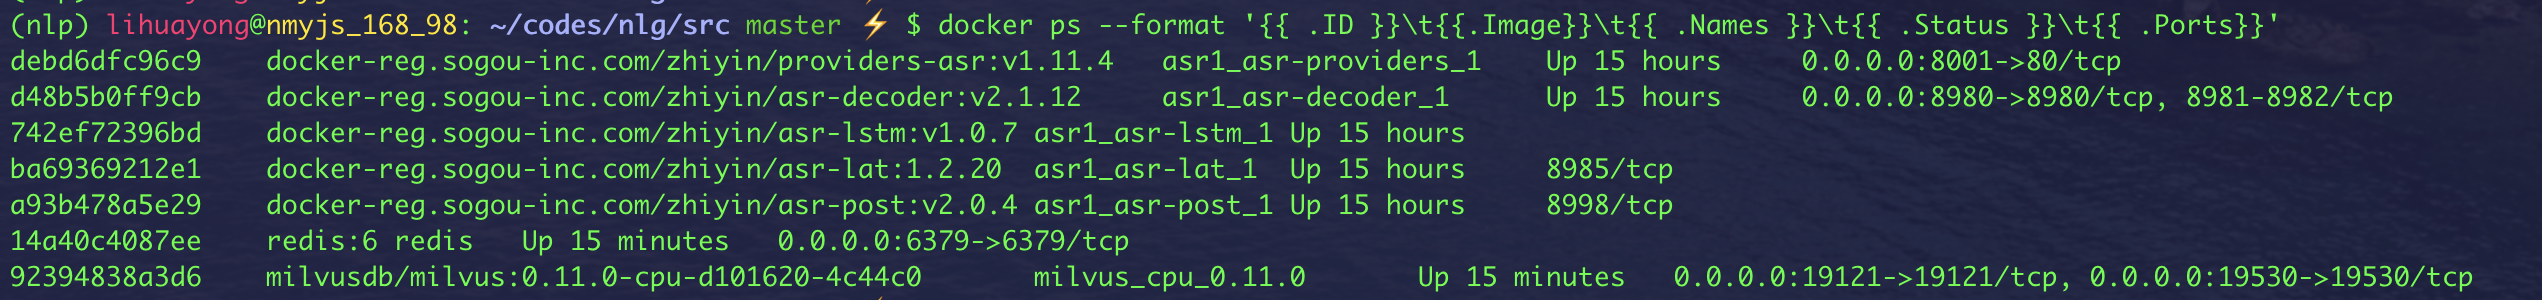 (nlp) lihuayong@nmyjs_168_98: ~/codes/nlg/src master ⚡ $ docker ps --format '{{ .ID }}\t{{.Image}}\t{{ .Names }}\t{{ .Status }}\t{{ .Ports}}'
debd6dfc96c9    docker-reg.sogou-inc.com/zhiyin/providers-asr:v1.11.4   asr1_asr-providers_1    Up 15 hours     0.0.0.0:8001->80/tcp
d48b5b0ff9cb    docker-reg.sogou-inc.com/zhiyin/asr-decoder:v2.1.12     asr1_asr-decoder_1      Up 15 hours     0.0.0.0:8980->8980/tcp, 8981-8982/tcp
742ef72396bd    docker-reg.sogou-inc.com/zhiyin/asr-lstm:v1.0.7 asr1_asr-lstm_1 Up 15 hours
ba69369212e1    docker-reg.sogou-inc.com/zhiyin/asr-lat:1.2.20  asr1_asr-lat_1  Up 15 hours     8985/tcp
a93b478a5e29    docker-reg.sogou-inc.com/zhiyin/asr-post:v2.0.4 asr1_asr-post_1 Up 15 hours     8998/tcp
14a40c4087ee    redis:6 redis   Up 15 minutes   0.0.0.0:6379->6379/tcp
92394838a3d6    milvusdb/milvus:0.11.0-cpu-d101620-4c44c0       milvus_cpu_0.11.0       Up 15 minutes   0.0.0.0:19121->19121/tcp, 0.0.0.0:19530->19530/tcp